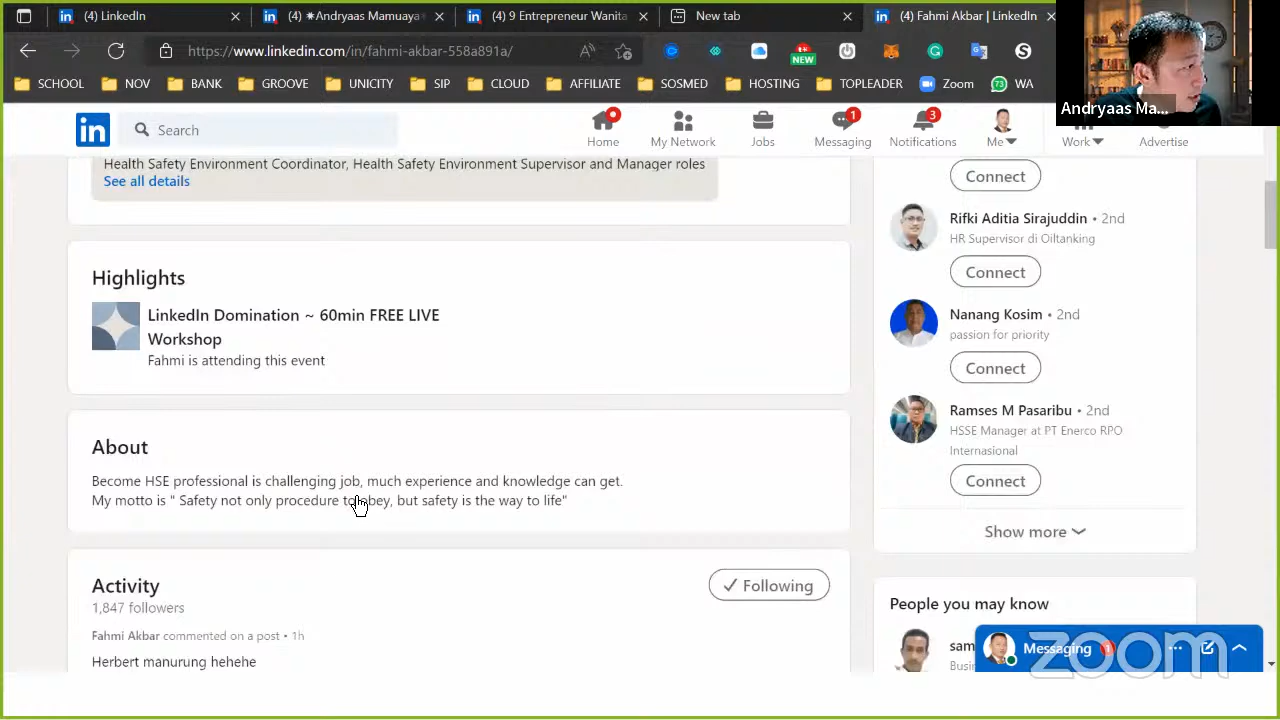 (4) LinkedIn
(4) ✷Andryaas Mamuaya
(4) 9 Entrepreneur Wanita
New tab
(4) Fahmi Akbar | LinkedIn
https://www.linkedin.com/in/fahmi-akbar-558a891a/
NEW
SCHOOL NOV BANK GROOVE UNICITY SIP CLOUD AFFILIATE SOSMED HOSTING TOPLEADER Zoom 73 WA
Andryaas Ma...
in Search
Home
My Network
Jobs
1
Messaging
3
Notifications
Me
Work
Advertise
Health Safety Environment Coordinator, Health Safety Environment Supervisor and Manager roles
See all details
Highlights
LinkedIn Domination ~ 60min FREE LIVE
Workshop
Fahmi is attending this event
About
Become HSE professional is challenging job, much experience and knowledge can get.
My motto is " Safety not only procedure to obey, but safety is the way to life"
Activity
1,847 followers
Following
Fahmi Akbar commented on a post • 1h
Herbert manurung hehehe
Connect
Rifki Aditia Sirajuddin • 2nd
HR Supervisor di Oiltanking
Connect
Nanang Kosim • 2nd
passion for priority
Connect
Ramses M Pasaribu • 2nd
HSSE Manager at PT Enerco RPO
Internasional
Connect
Show more
People you may know
sam
Busi
Messaging 1
zoom